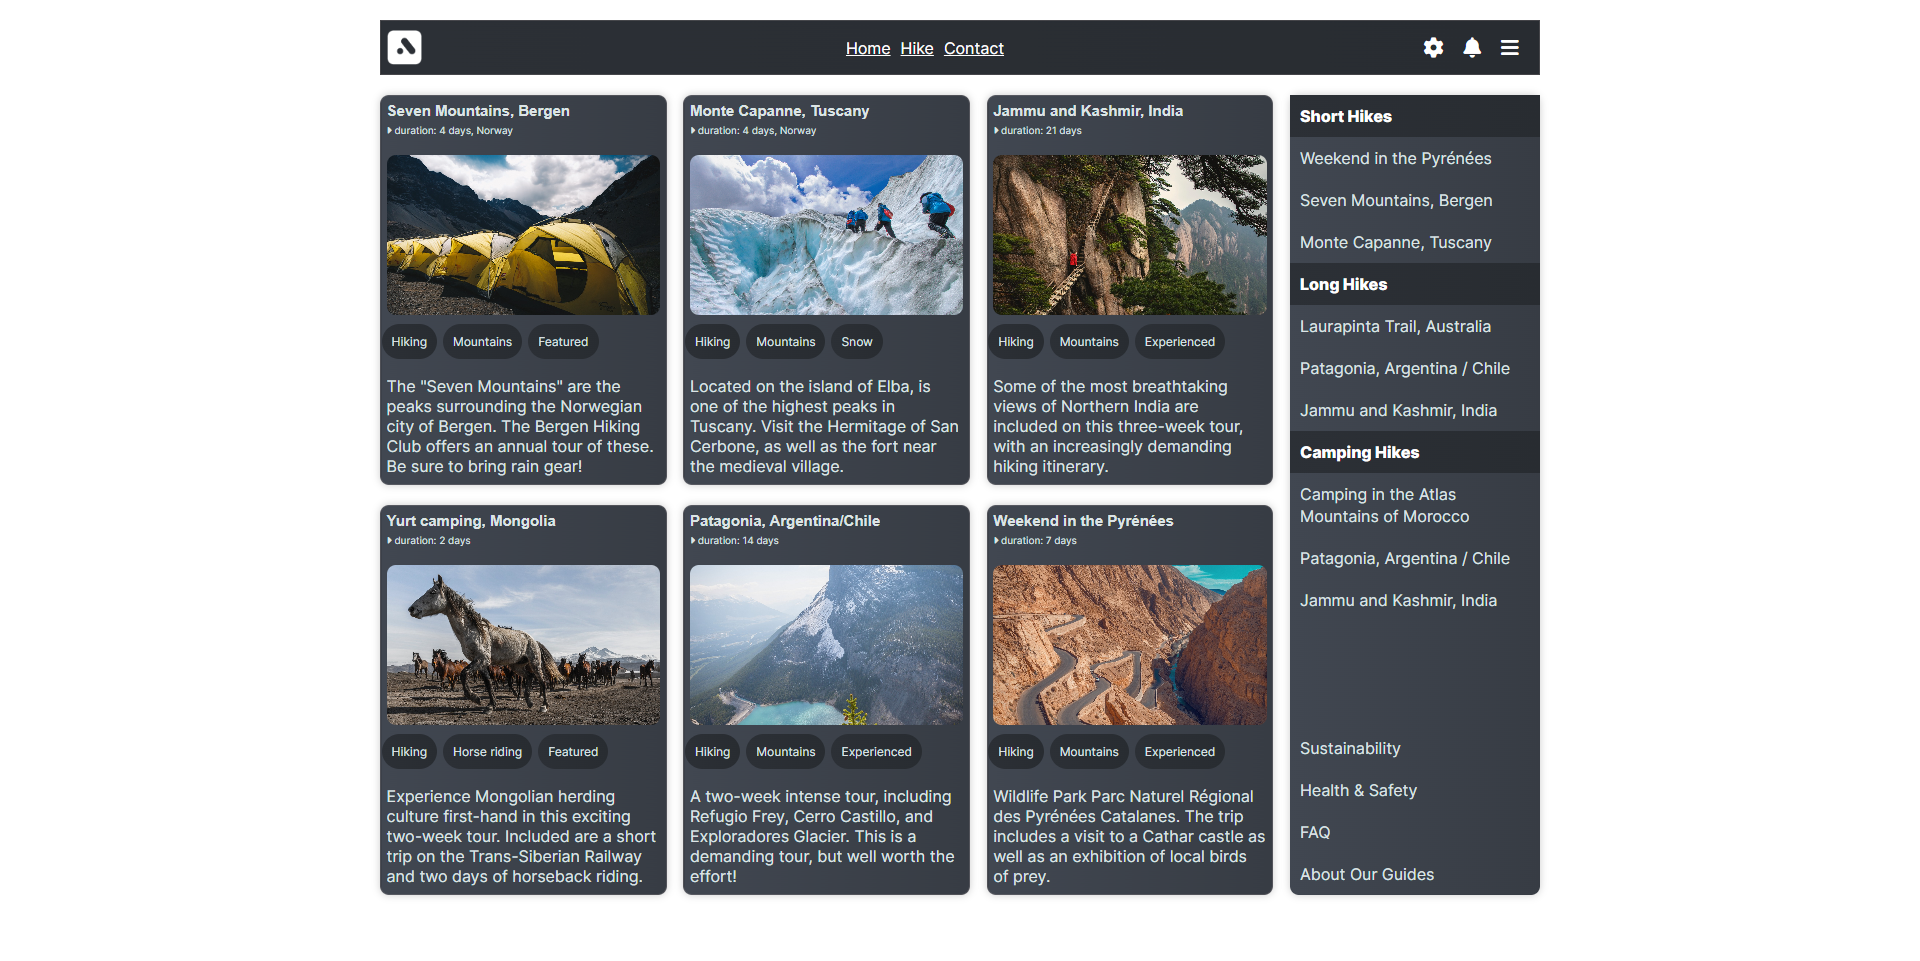 Home Hike Contact
Seven Mountains, Bergen
duration: 4 days, Norway
Hiking Mountains Featured
The "Seven Mountains" are the
peaks surrounding the Norwegian
city of Bergen. The Bergen Hiking
Club offers an annual tour of these.
Be sure to bring rain gear!
Monte Capanne, Tuscany
duration: 4 days, Norway
Hiking Mountains Snow
Located on the island of Elba, is
one of the highest peaks in
Tuscany. Visit the Hermitage of San
Cerbone, as well as the fort near
the medieval village.
Jammu and Kashmir, India
duration: 21 days
Hiking Mountains Experienced
Some of the most breathtaking
views of Northern India are
included on this three-week tour,
with an increasingly demanding
hiking itinerary.
Yurt camping, Mongolia
duration: 2 days
Hiking Horse riding Featured
Experience Mongolian herding
culture first-hand in this exciting
two-week tour. Included are a short
trip on the Trans-Siberian Railway
and two days of horseback riding.
Patagonia, Argentina/Chile
duration: 14 days
Hiking Mountains Experienced
A two-week intense tour, including
Refugio Frey, Cerro Castillo, and
Exploradores Glacier. This is a
demanding tour, but well worth the
effort!
Weekend in the Pyrénées
duration: 7 days
Hiking Mountains Experienced
Wildlife Park Parc Naturel Régional
des Pyrénées Catalanes. The trip
includes a visit to a Cathar castle as
well as an exhibition of local birds
of prey.
Short Hikes
Weekend in the Pyrénées
Seven Mountains, Bergen
Monte Capanne, Tuscany
Long Hikes
Laurapinta Trail, Australia
Patagonia, Argentina / Chile
Jammu and Kashmir, India
Camping Hikes
Camping in the Atlas
Mountains of Morocco
Patagonia, Argentina / Chile
Jammu and Kashmir, India
Sustainability
Health & Safety
FAQ
About Our Guides